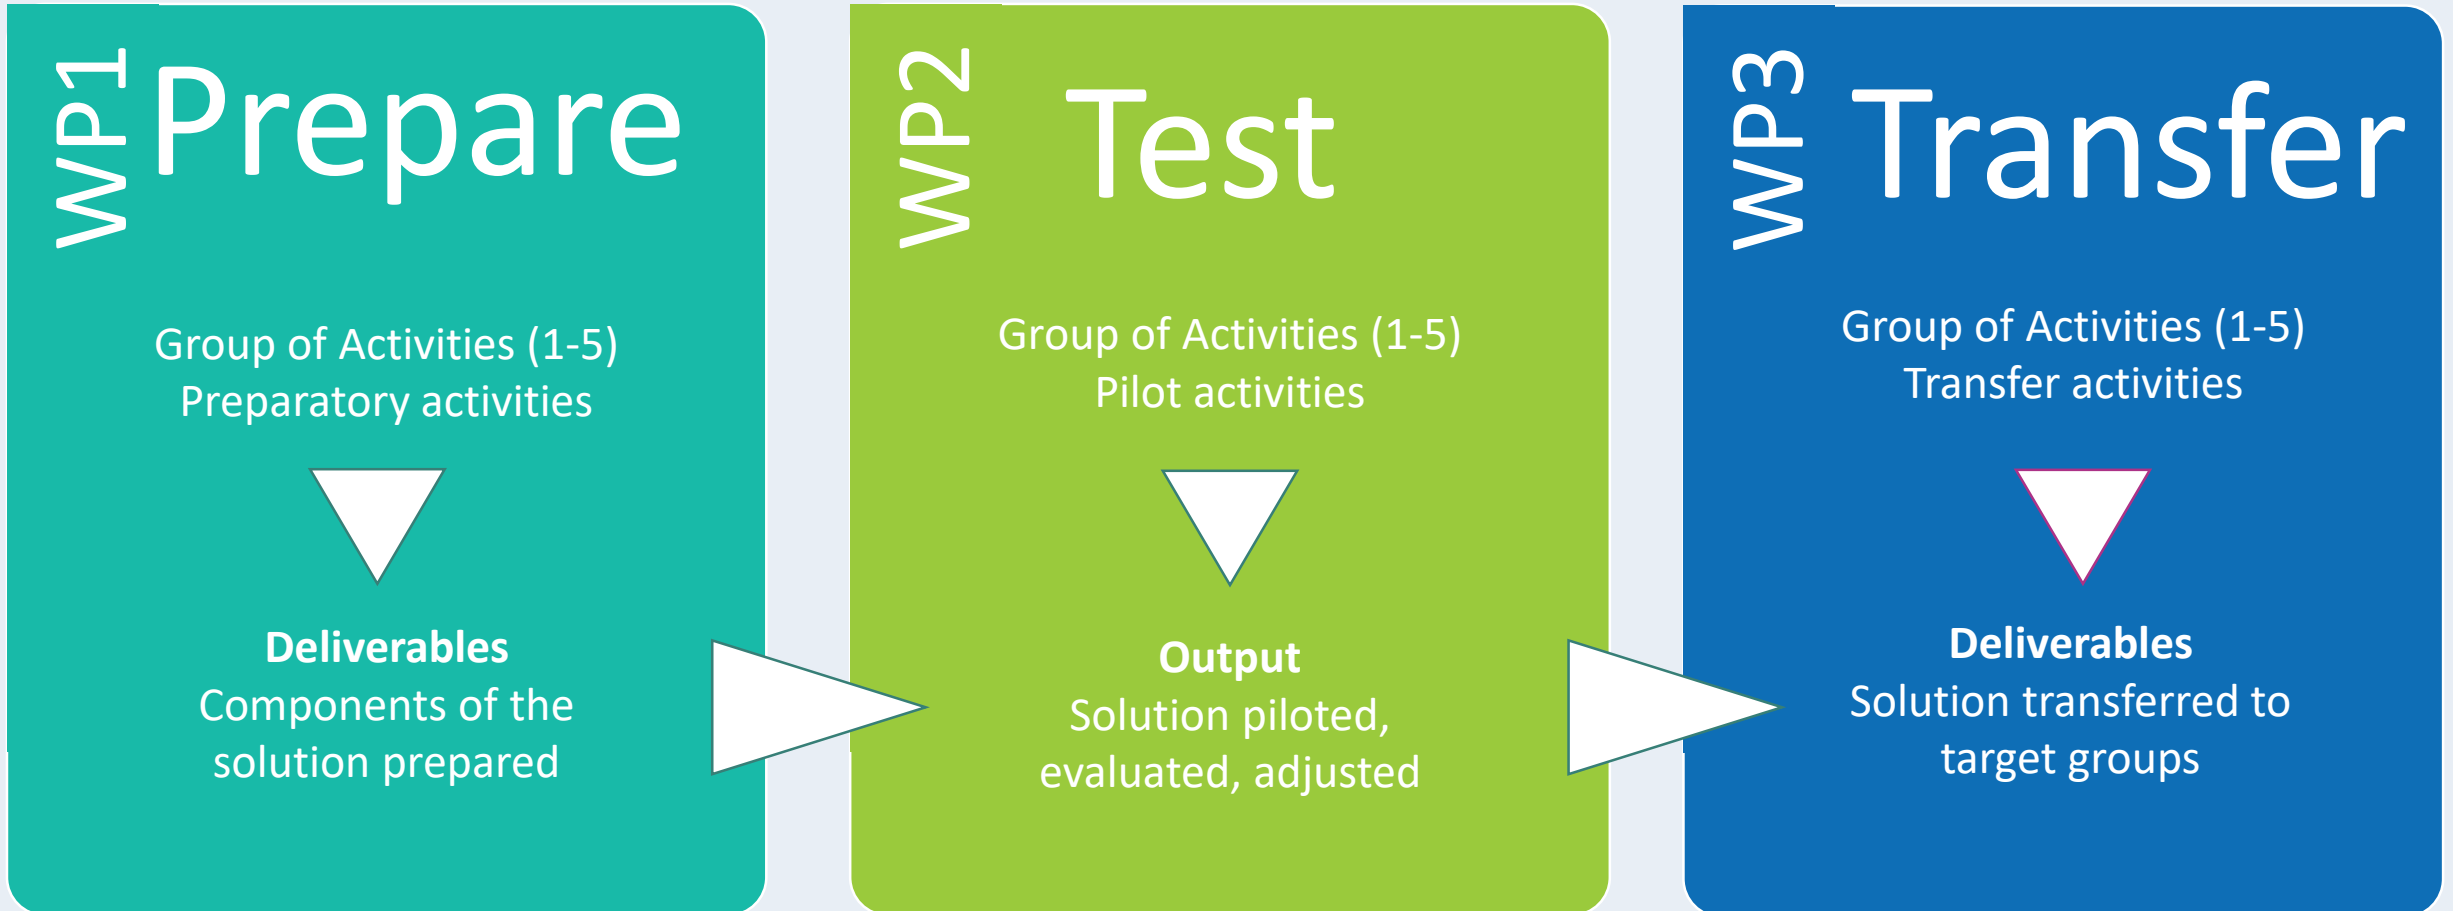 WP1
Prepare
Group of Activities (1-5)
Preparatory activities
Deliverables
Components of the
solution prepared
WP2
Test
Group of Activities (1-5)
Pilot activities
Output
Solution piloted,
evaluated, adjusted
WP3
Transfer
Group of Activities (1-5)
Transfer activities
Deliverables
Solution transferred to
target groups